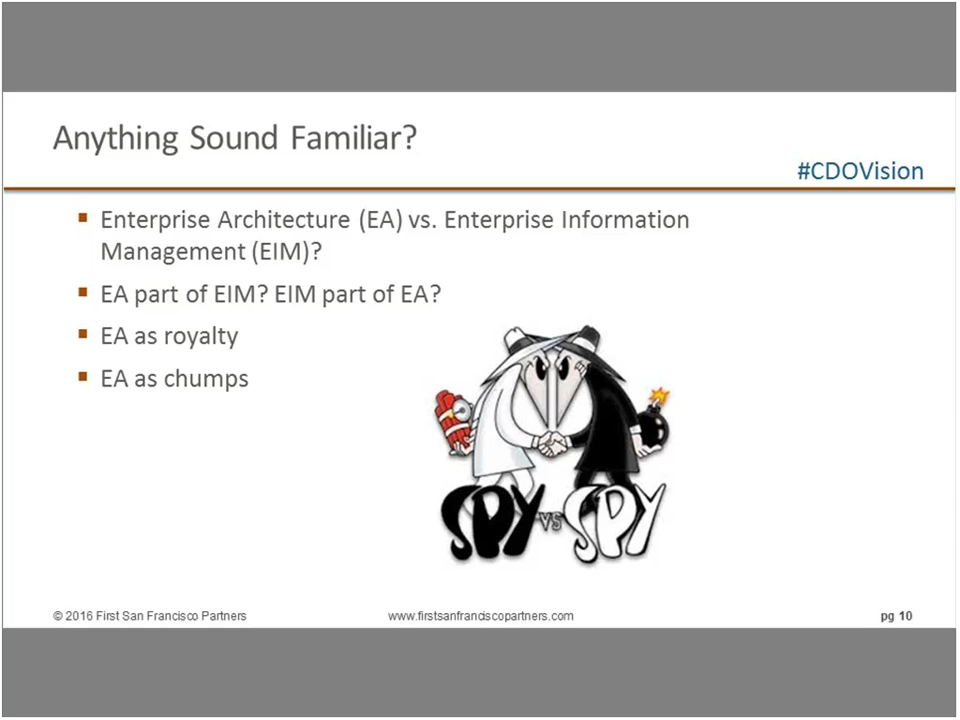 Anything Sound Familiar?
#CDOVision
▪ Enterprise Architecture (EA) vs. Enterprise Information
Management (EIM)?
▪ EA part of EIM? EIM part of EA?
▪ EA as royalty
▪ EA as chumps
SPY VS SPY
© 2016 First San Francisco Partners
www.firstsanfranciscopartners.com
pg 10